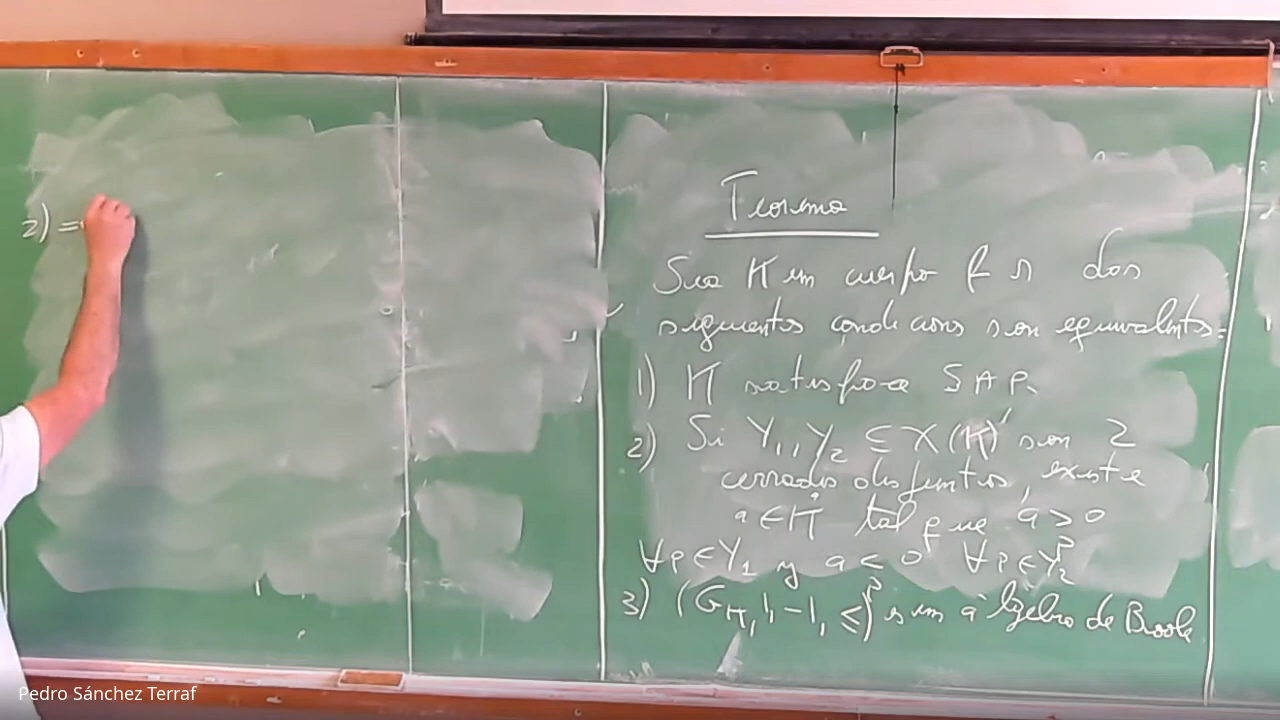 2) =
Teorema
Sea K un cuerpo f r. dos
siguientes condiciones son equivalentes:
1) K satisface SAP.
2) Si Y₁, Y₂ ⊆ X(K) son 2
cerrados disjuntos, existe
a ∈ K̇ tal que a >ₚ 0
∀P ∈ Y₁ y a <ₚ 0 ∀P ∈ Y₂
3) (G_K, 1, -1, ≤) es un álgebra de Boole
Pedro Sánchez Terraf